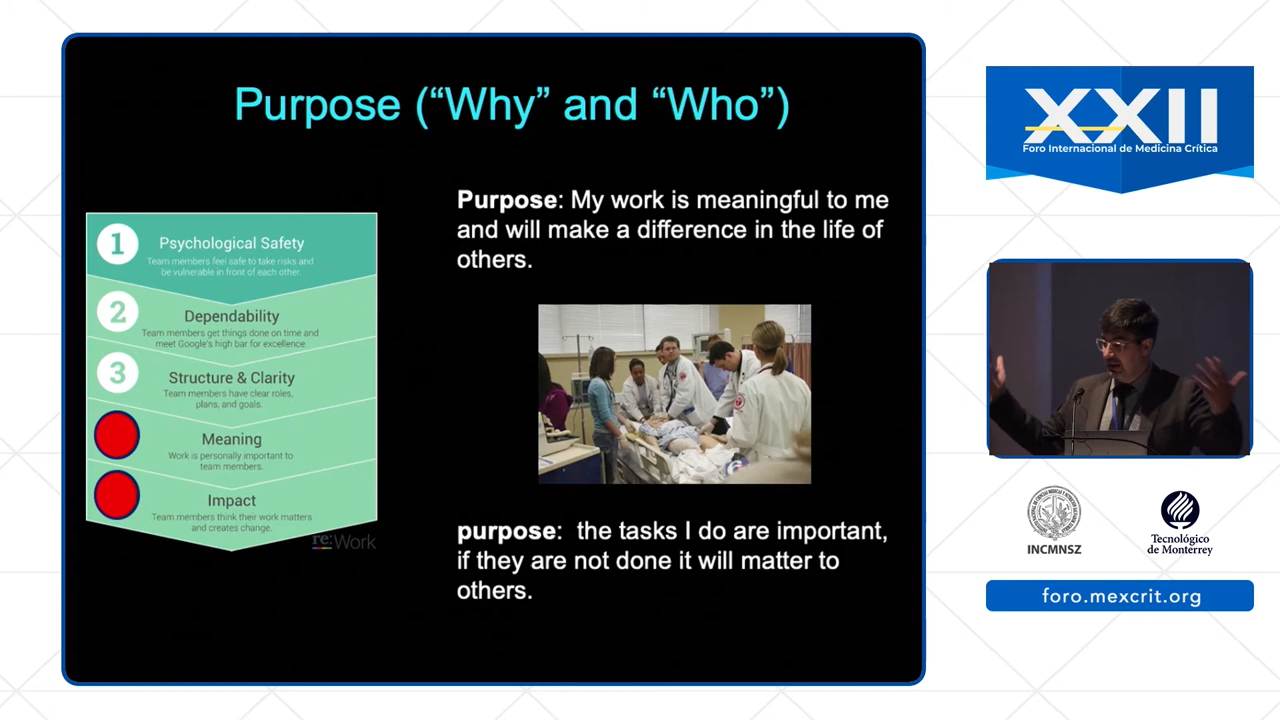 Purpose (“Why” and “Who”)
1
Psychological Safety
Team members feel safe to take risks and
be vulnerable in front of each other.
2
Dependability
Team members get things done on time and
meet Google's high bar for excellence.
3
Structure & Clarity
Team members have clear roles,
plans, and goals.
Meaning
Work is personally important to
team members.
Impact
Team members think their work matters
and creates change.
re:Work
Purpose: My work is meaningful to me
and will make a difference in the life of
others.
purpose:  the tasks I do are important,
if they are not done it will matter to
others.
XXII
Foro Internacional de Medicina Crítica
INCMNSZ
Tecnológico
de Monterrey
foro.mexcrit.org